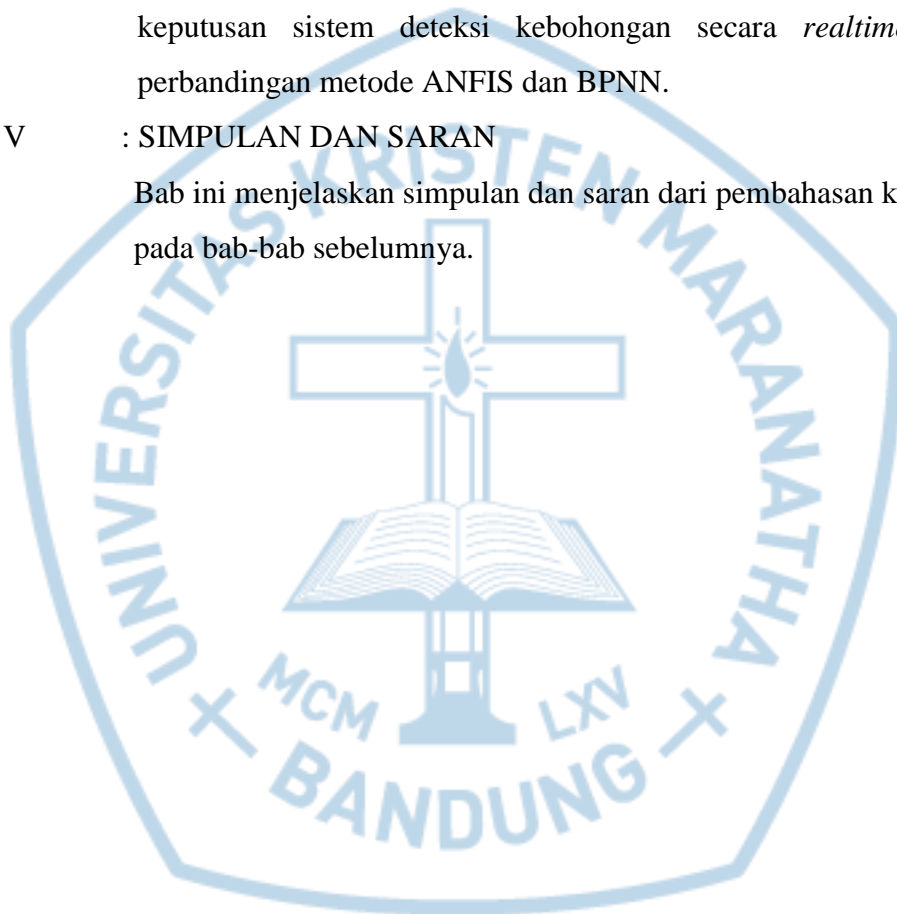 keputusan sistem deteksi kebohongan secara realtime
perbandingan metode ANFIS dan BPNN.
V : SIMPULAN DAN SARAN
Bab ini menjelaskan simpulan dan saran dari pembahasan k
pada bab-bab sebelumnya.
UNIVERSITAS KRISTEN MARANATHA
MCM LXV
BANDUNG